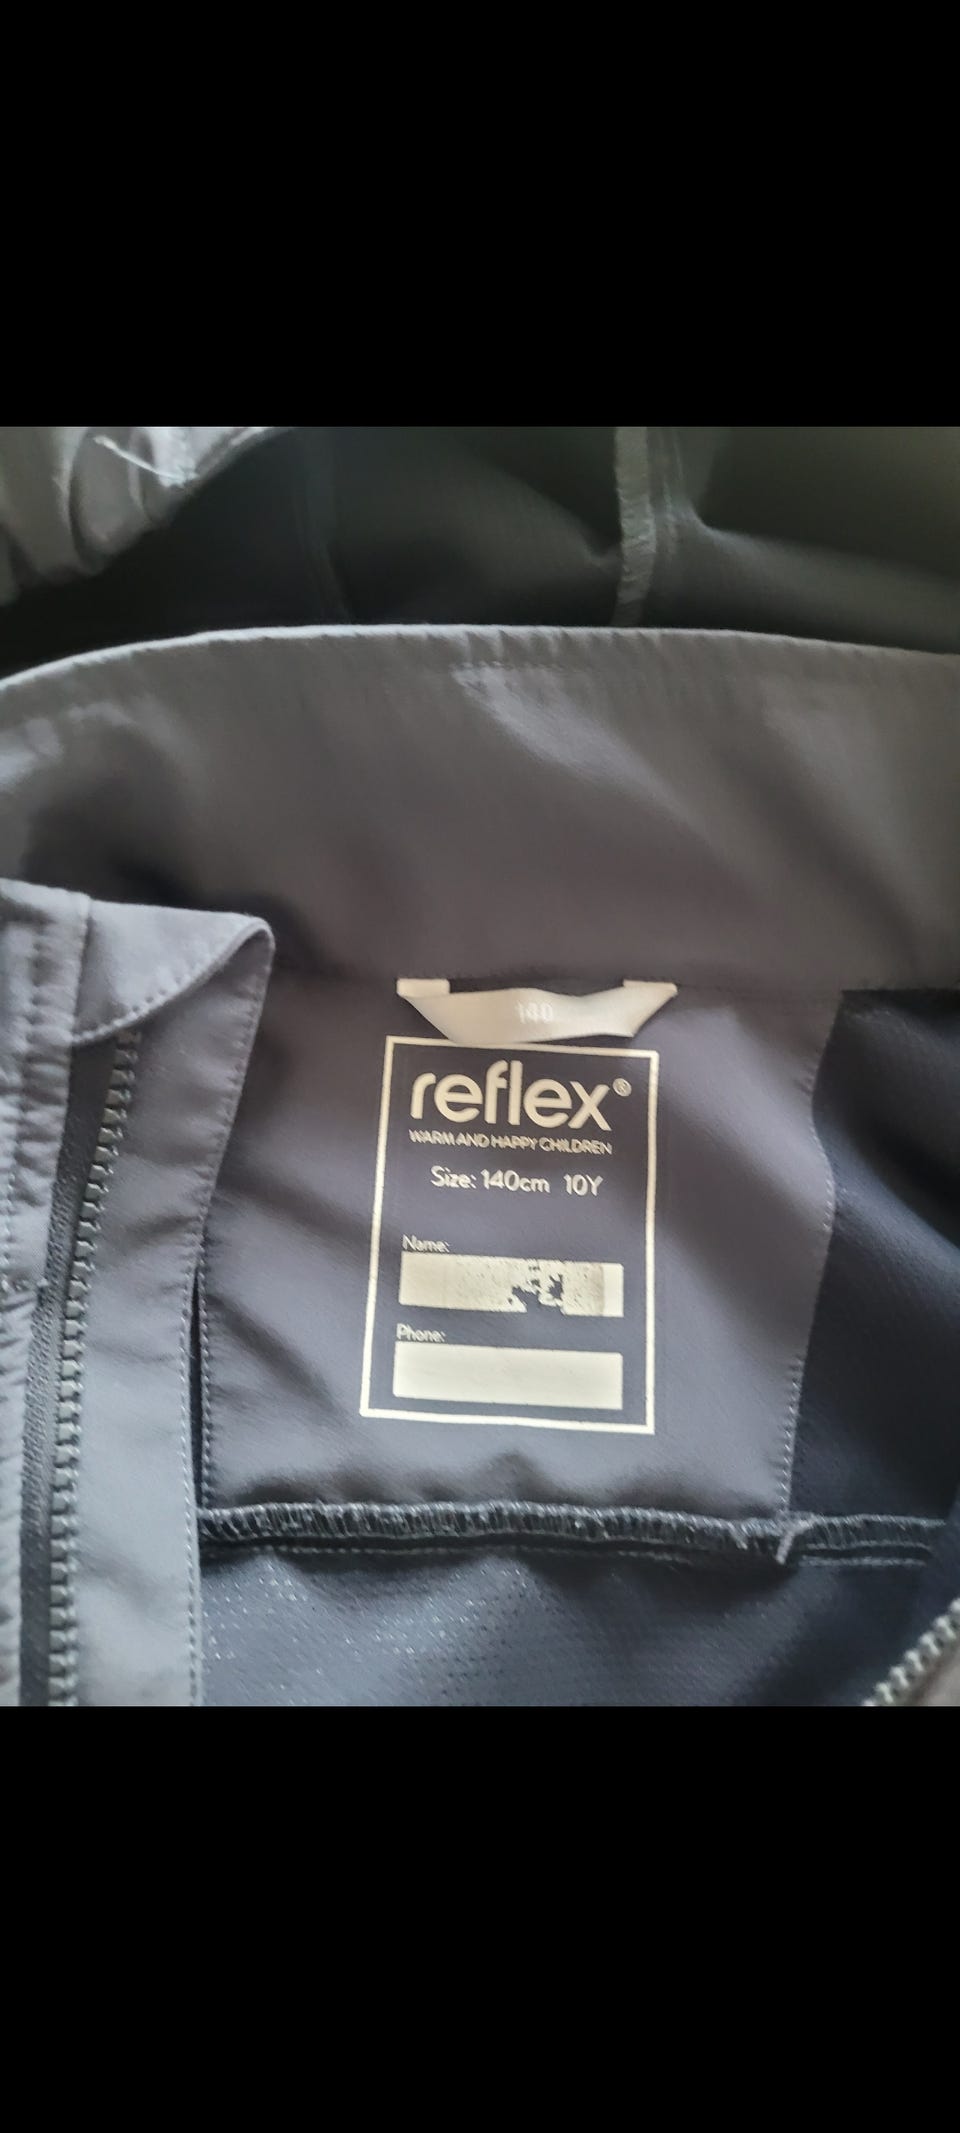 140
reflex®
WARM AND HAPPY CHILDREN
Size: 140cm 10Y
Name:
Phone: